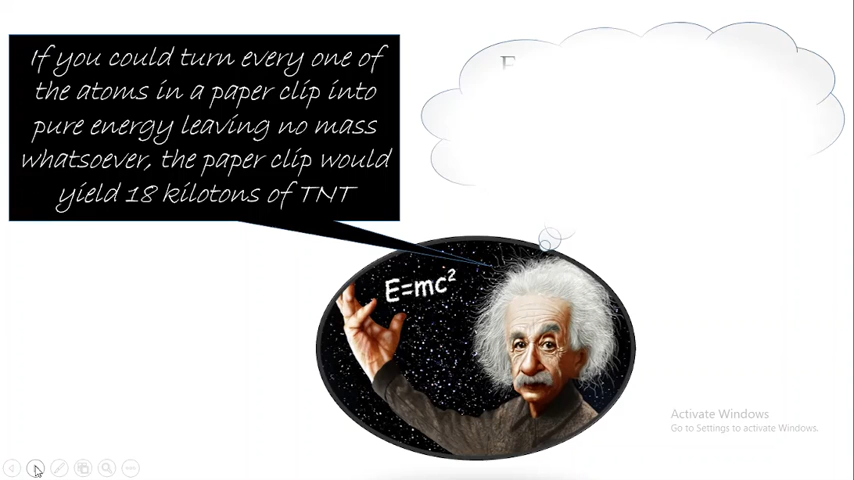 If you could turn every one of
the atoms in a paper clip into
pure energy leaving no mass
whatsoever, the paper clip would
yield 18 kilotons of TNT
E
E=mc²
Activate Windows
Go to Settings to activate Windows.